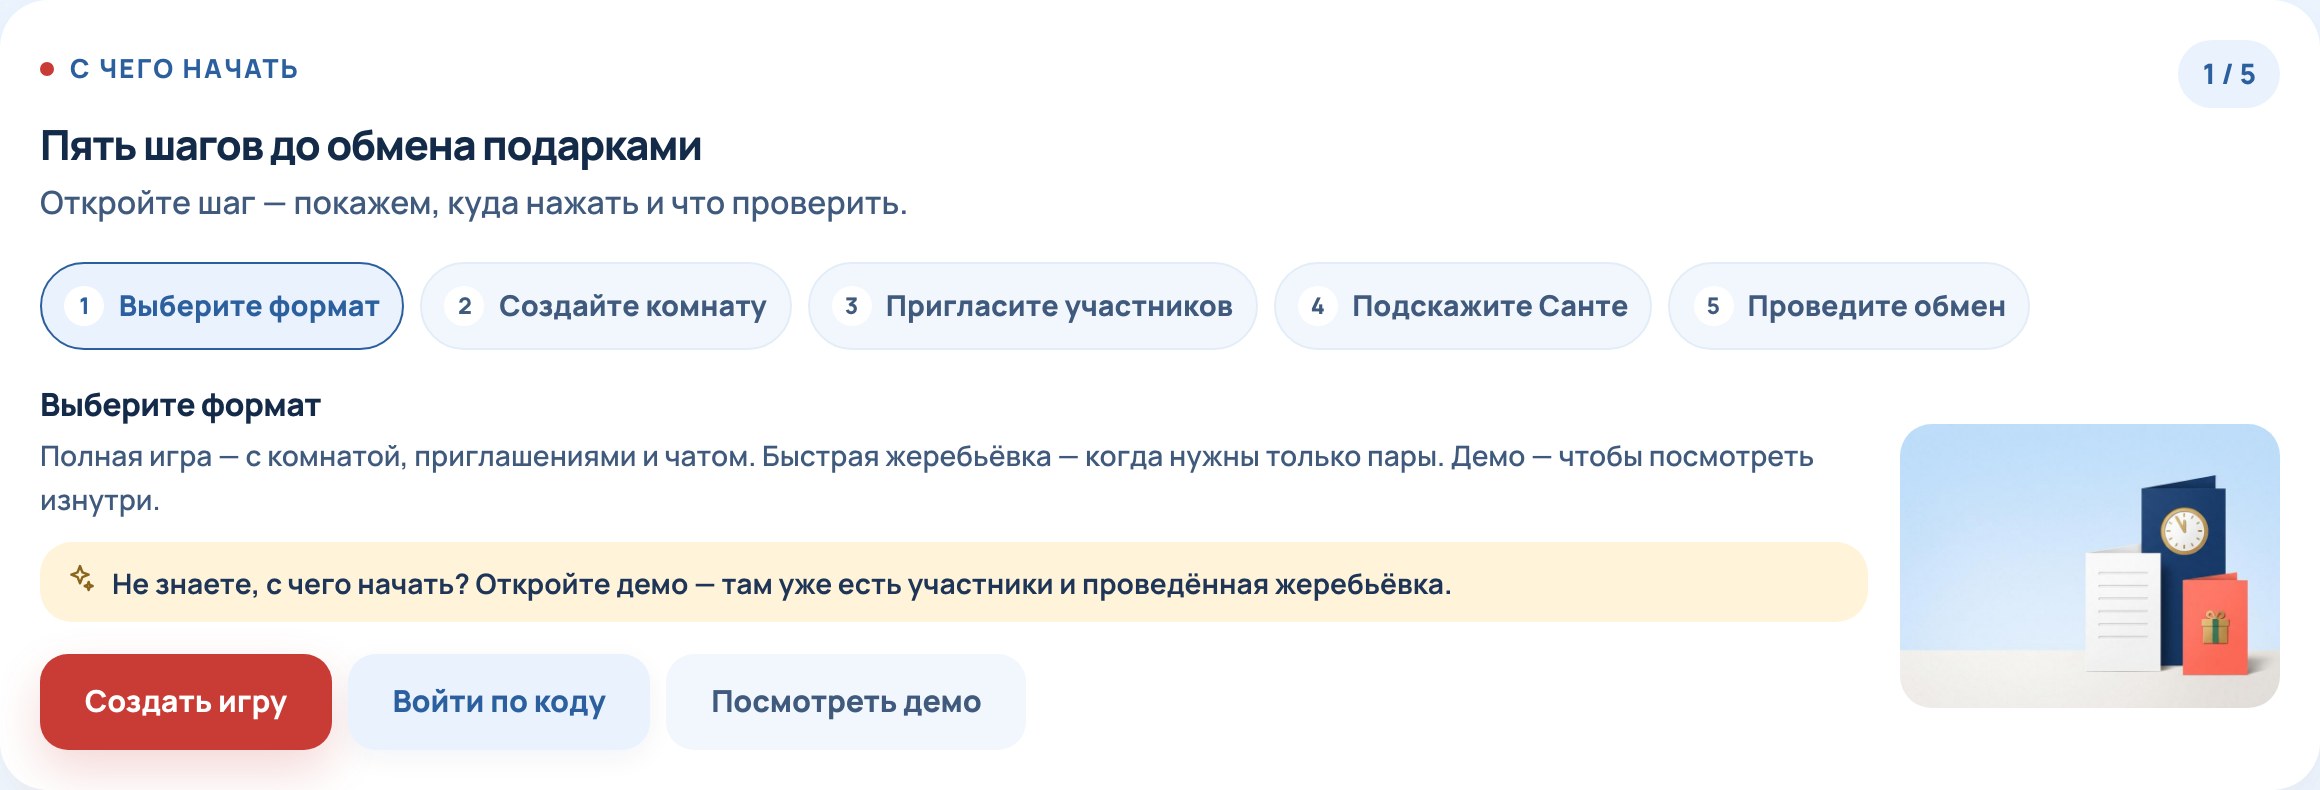 С ЧЕГО НАЧАТЬ
1 / 5
Пять шагов до обмена подарками
Откройте шаг — покажем, куда нажать и что проверить.
1 Выберите формат
2 Создайте комнату
3 Пригласите участников
4 Подскажите Санте
5 Проведите обмен
Выберите формат
Полная игра — с комнатой, приглашениями и чатом. Быстрая жеребьёвка — когда нужны только пары. Демо — чтобы посмотреть
изнутри.
Не знаете, с чего начать? Откройте демо — там уже есть участники и проведённая жеребьёвка.
Создать игру
Войти по коду
Посмотреть демо